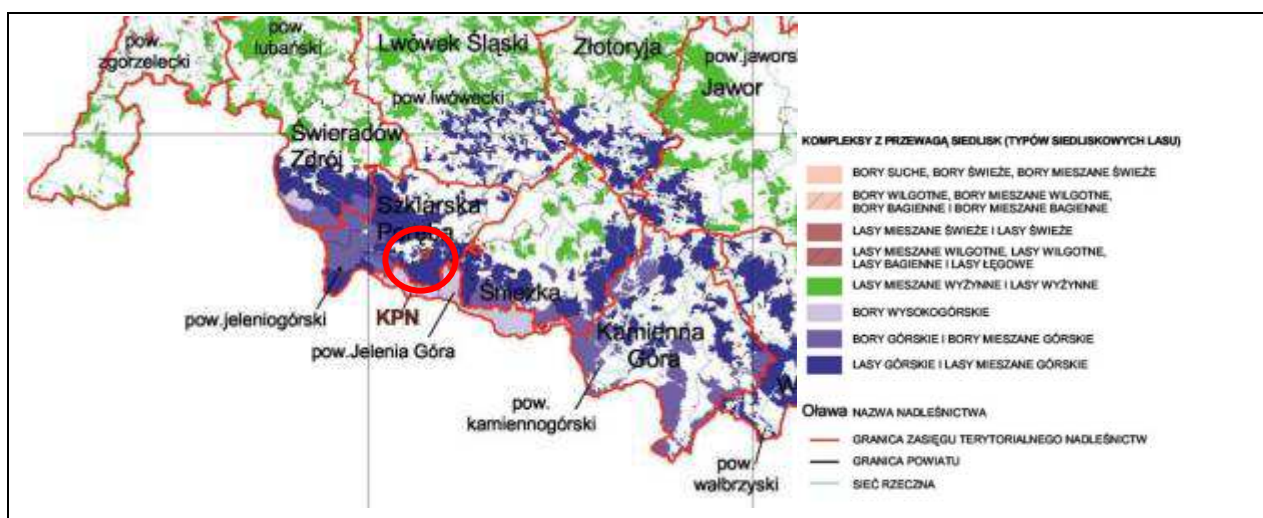 pow.
zgorzelecki
pow.
lubański
Lwówek Śląski
Złotoryja
pow.jawors
Jawor
pow.lwówecki
Świeradów
Zdrój
Szklarska
Poręba
Śnieżka
KPN
pow.jeleniogórski
pow.Jelenia Góra
Kamienna
Góra
pow.
kamiennogórski
W
pow.
wałbrzyski
KOMPLEKSY Z PRZEWAGĄ SIEDLISK (TYPÓW SIEDLISKOWYCH LASU)
BORY SUCHE, BORY ŚWIEŻE, BORY MIESZANE ŚWIEŻE
BORY WILGOTNE, BORY MIESZANE WILGOTNE,
BORY BAGIENNE I BORY MIESZANE BAGIENNE
LASY MIESZANE ŚWIEŻE I LASY ŚWIEŻE
LASY MIESZANE WILGOTNE, LASY WILGOTNE,
LASY BAGIENNE I LASY ŁĘGOWE
LASY MIESZANE WYŻYNNE I LASY WYŻYNNE
BORY WYSOKOGÓRSKIE
BORY GÓRSKIE I BORY MIESZANE GÓRSKIE
LASY GÓRSKIE I LASY MIESZANE GÓRSKIE
Oława NAZWA NADLEŚNICTWA
GRANICA ZASIĘGU TERYTORIALNEGO NADLEŚNICTW
GRANICA POWIATU
SIEĆ RZECZNA